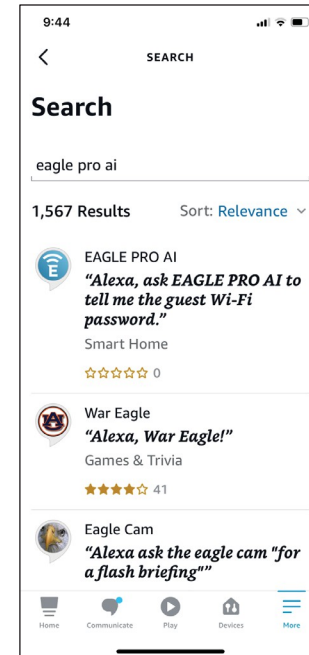 9:44
SEARCH
Search
eagle pro ai
1,567 Results Sort: Relevance
EAGLE PRO AI
“Alexa, ask EAGLE PRO AI to
tell me the guest Wi-Fi
password.”
Smart Home
0
War Eagle
“Alexa, War Eagle!”
Games & Trivia
41
Eagle Cam
“Alexa ask the eagle cam "for
a flash briefing"”
Home Communicate Play Devices More